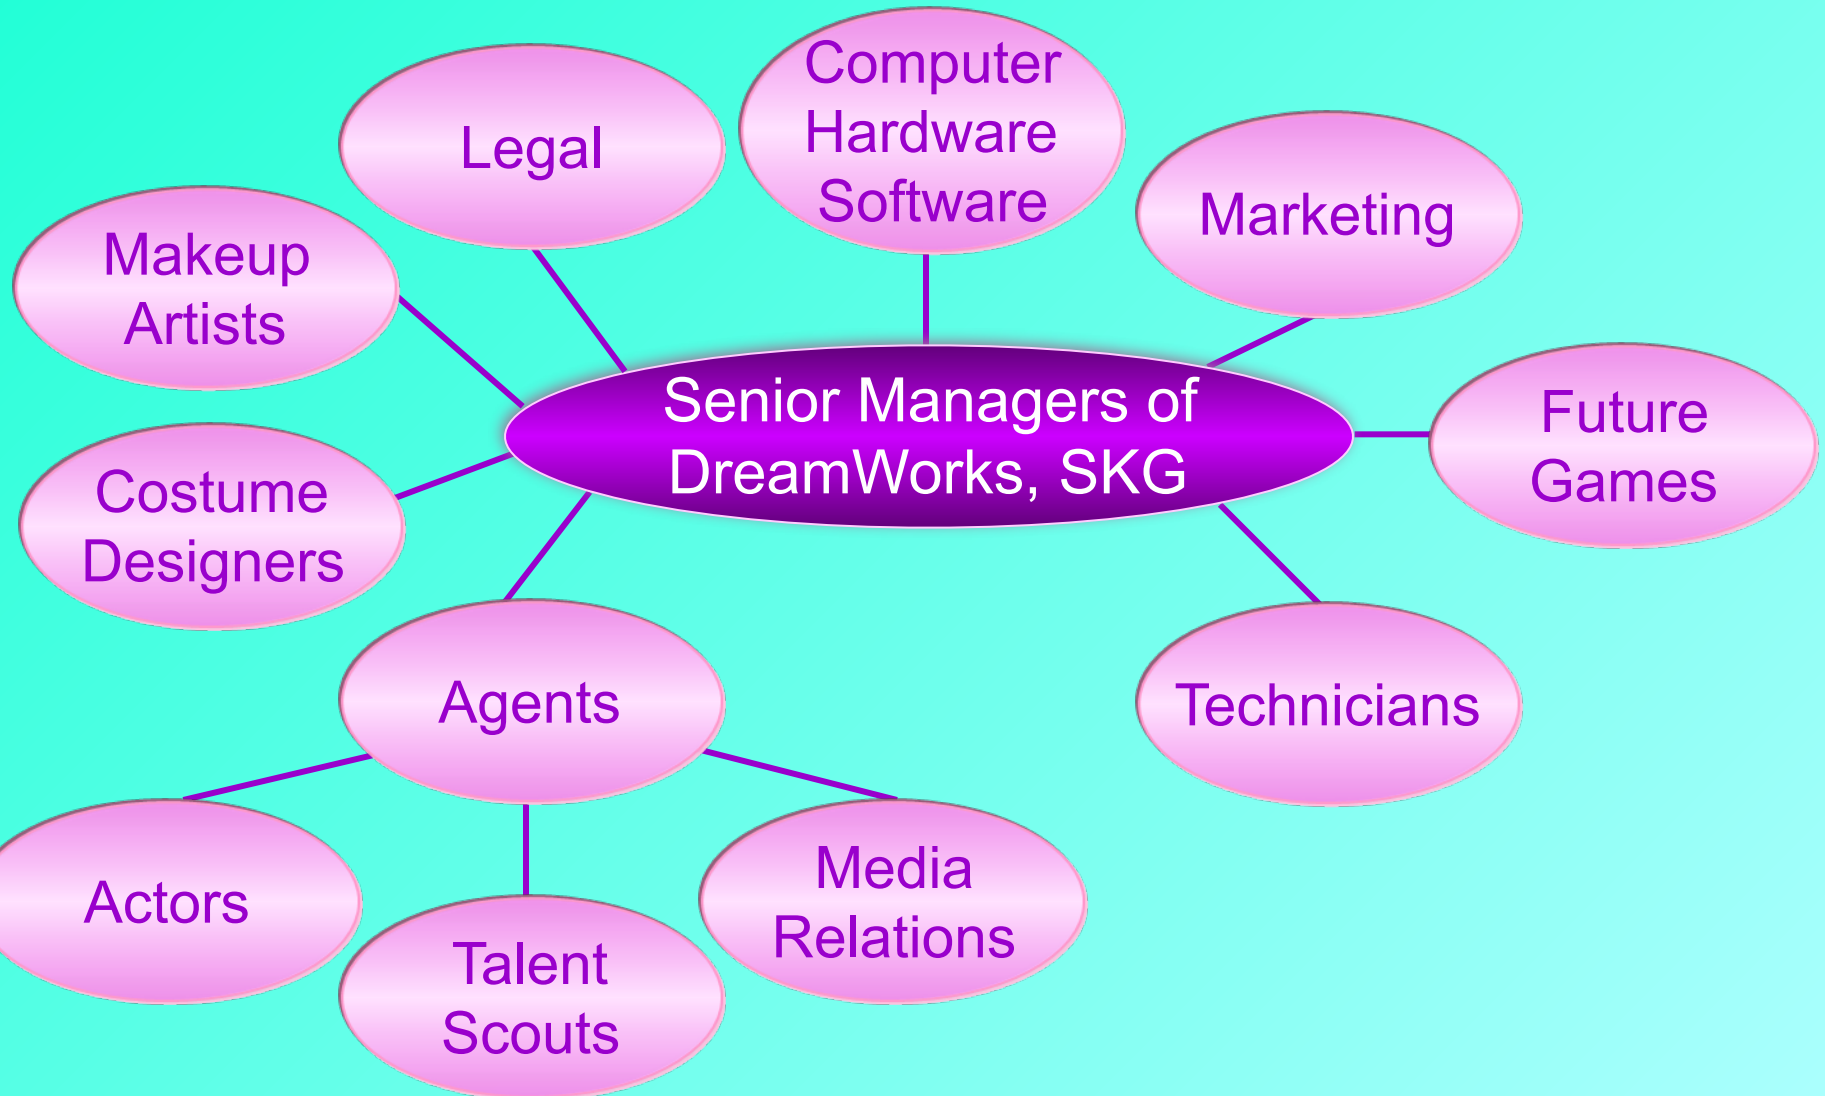 Computer
Hardware
Software
Legal
Marketing
Makeup
Artists
Senior Managers of
DreamWorks, SKG
Future
Games
Costume
Designers
Agents
Technicians
Actors
Talent
Scouts
Media
Relations